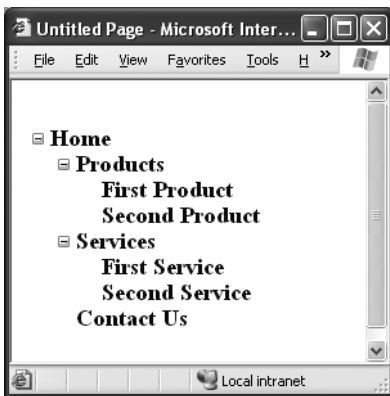 Untitled Page - Microsoft Inter...
File Edit View Favorites Tools H »
Home
Products
First Product
Second Product
Services
First Service
Second Service
Contact Us
Local intranet